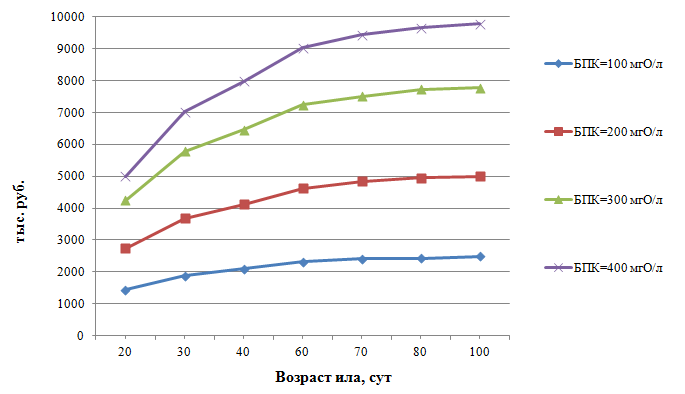 10000
9000
8000
7000
6000
5000
4000
3000
2000
1000
0
тыс. руб.
20 30 40 60 70 80 100
Возраст ила, сут
БПК=100 мгО/л
БПК=200 мгО/л
БПК=300 мгО/л
БПК=400 мгО/л